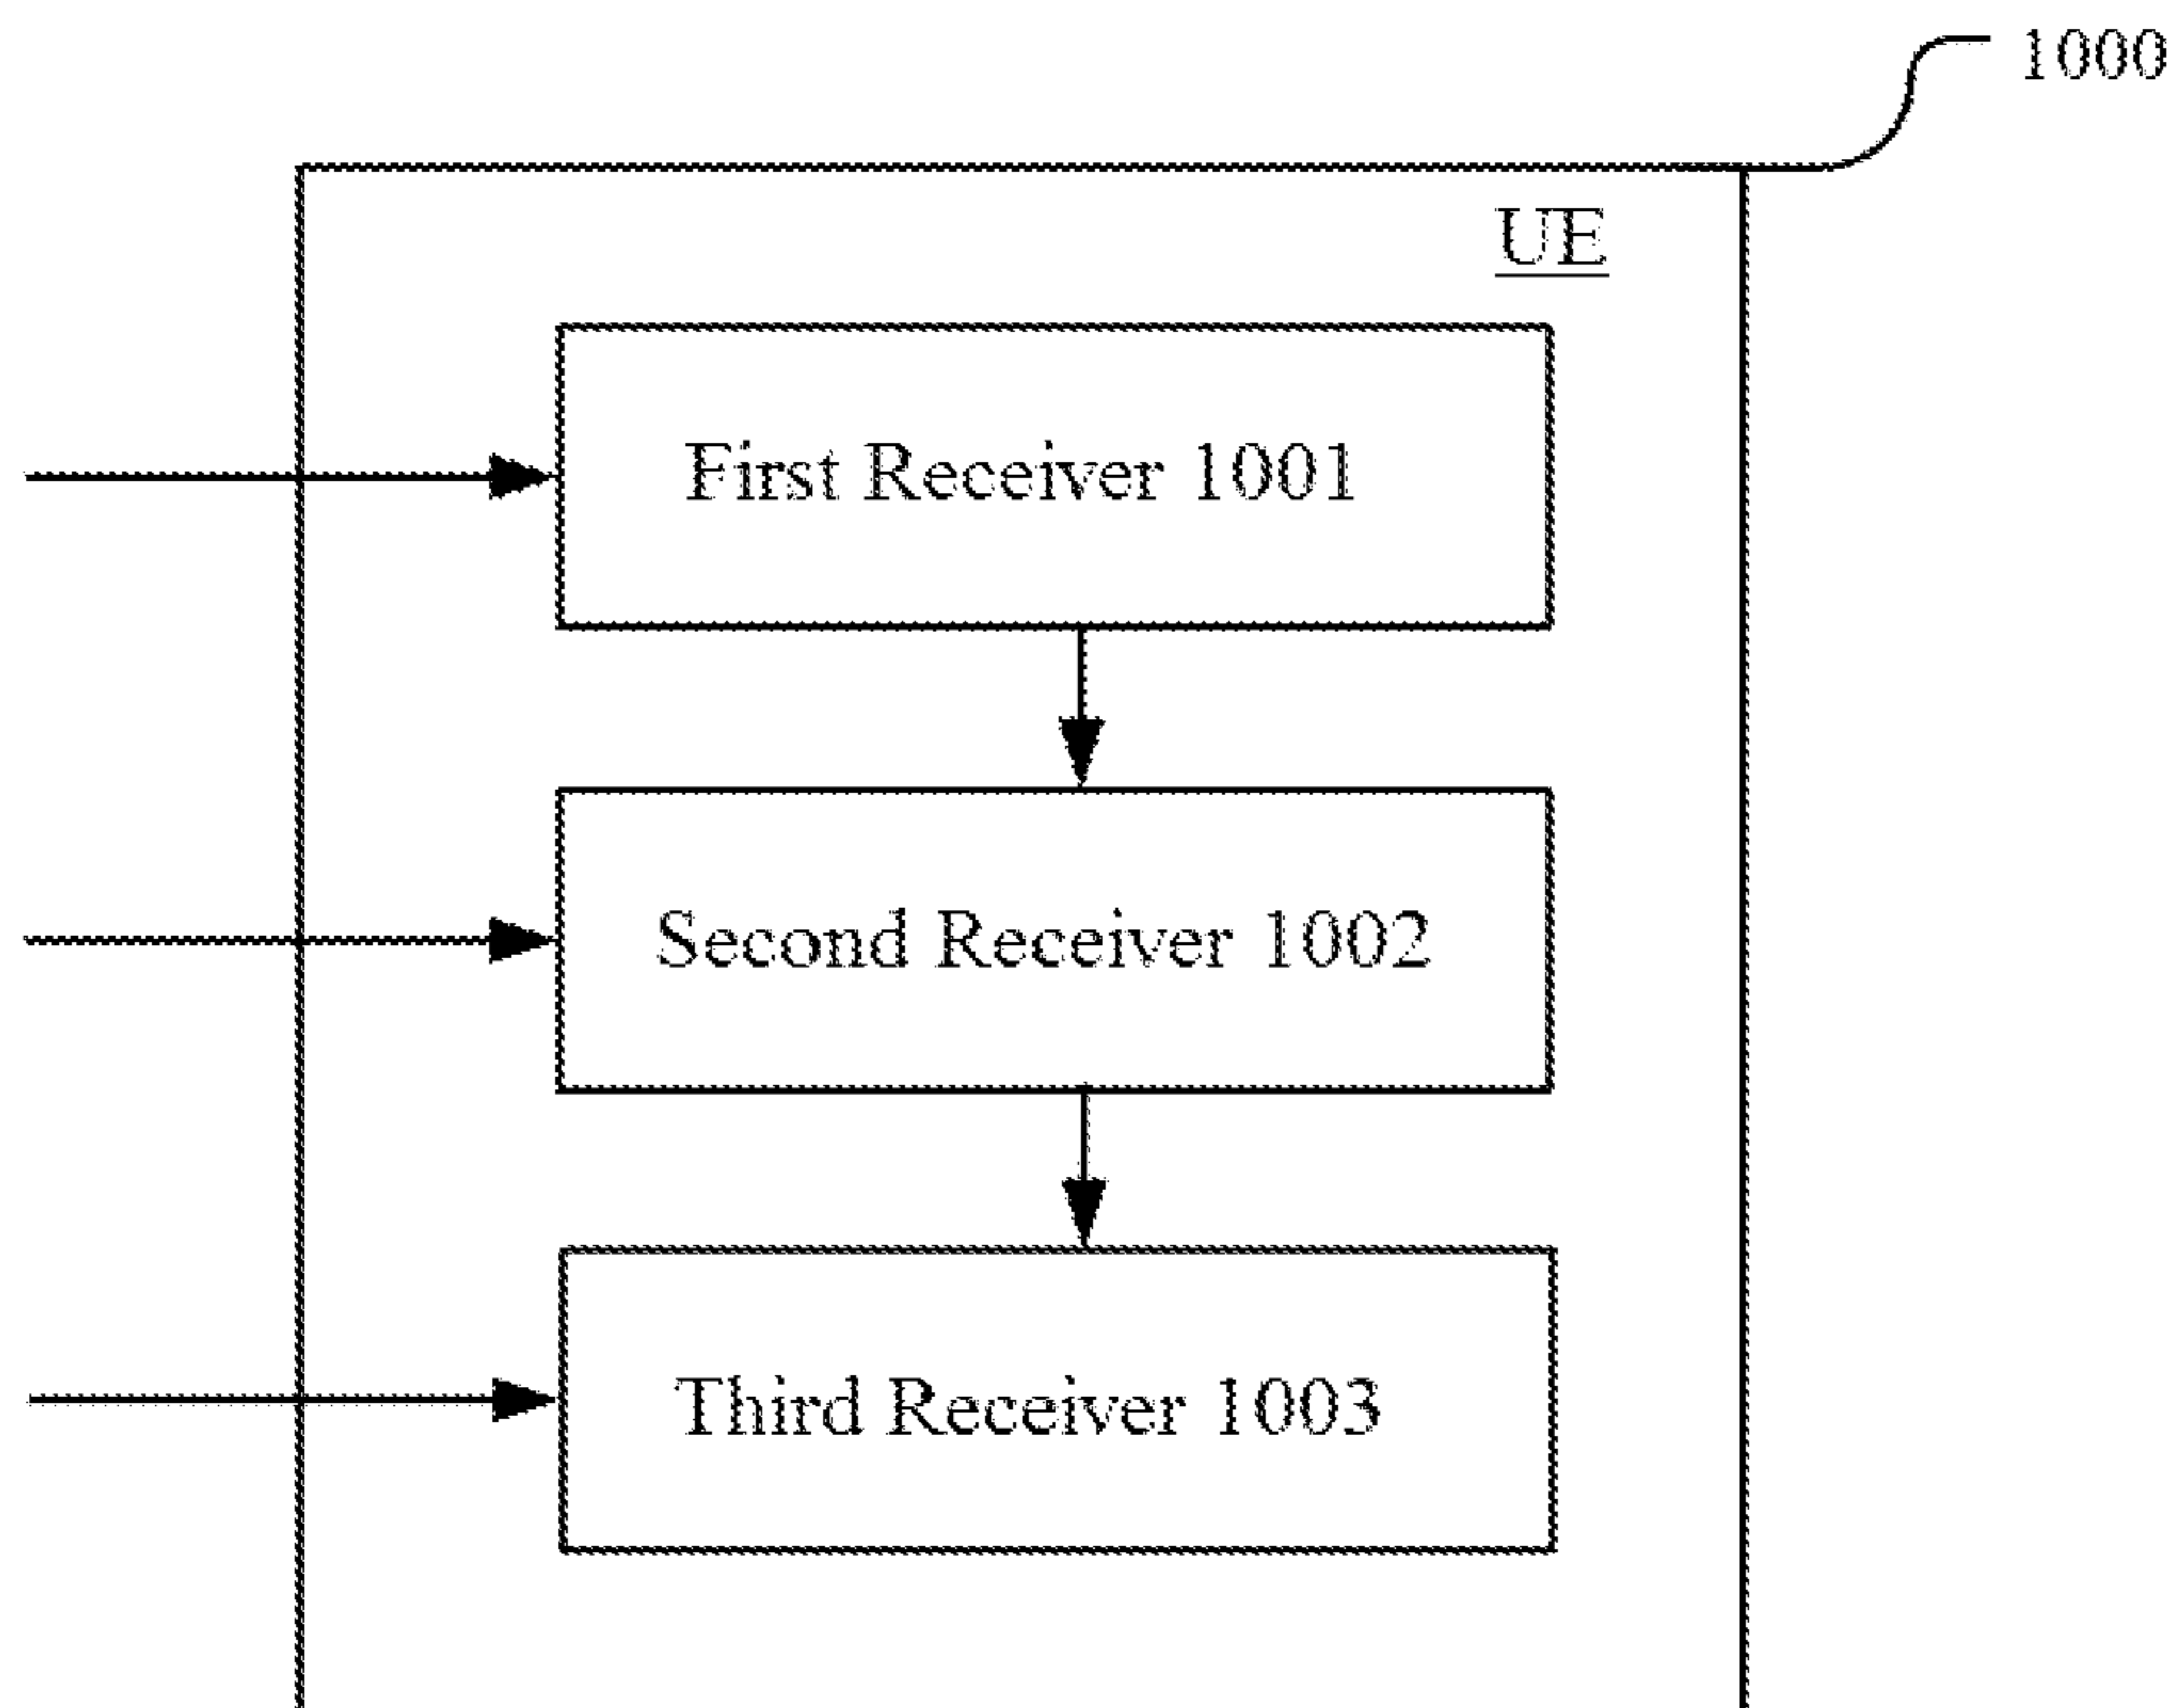 1000
UE
First Receiver 1001
Second Receiver 1002
Third Receiver 1003